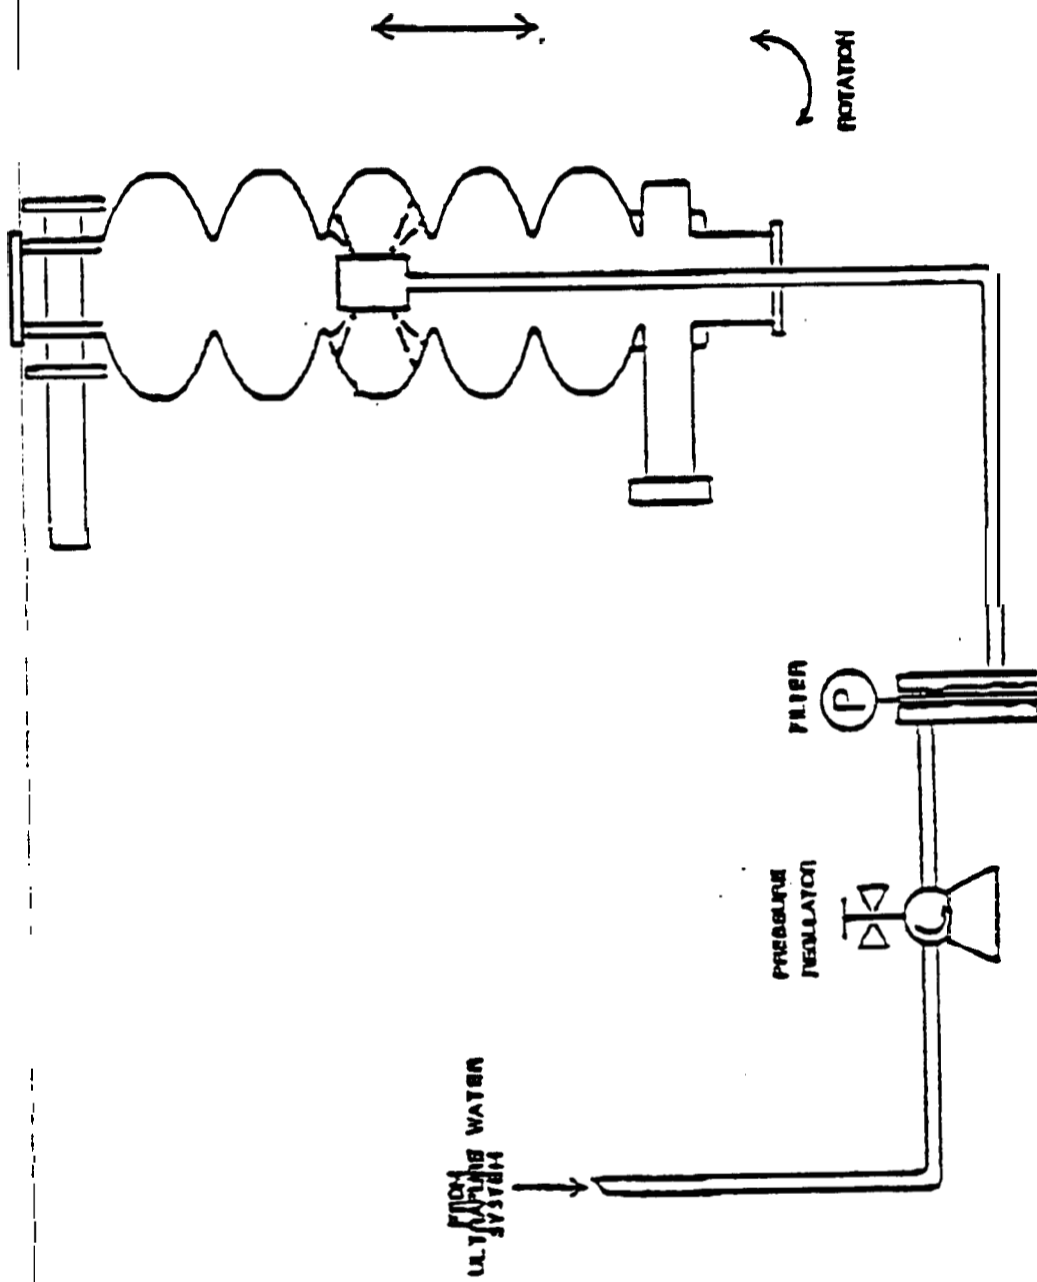 ROTATION
FILTER
P
PRESSURE
REGULATOR
FROM
ULTRAPURE WATER
SYSTEM